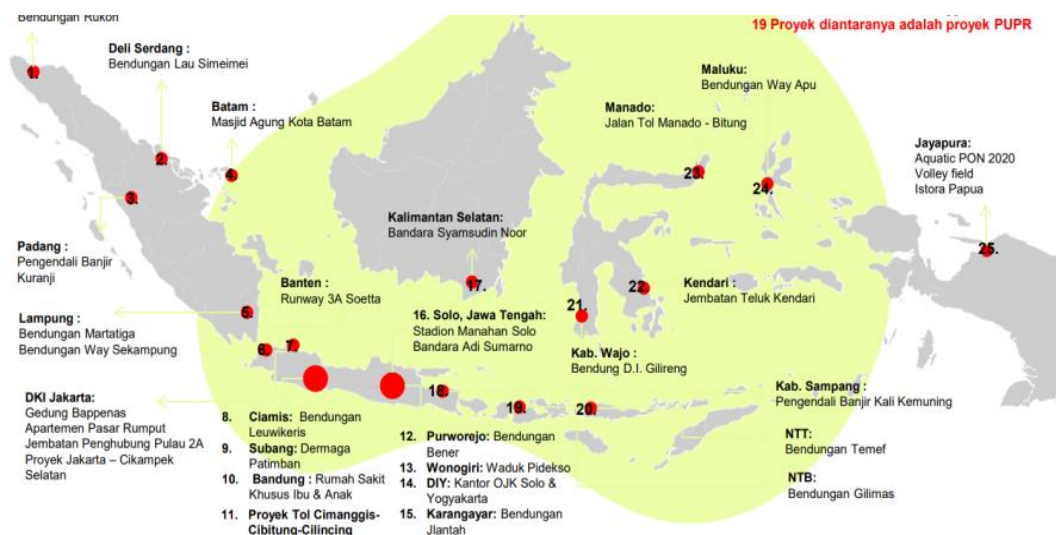 Bendungan Rukoh
19 Proyek diantaranya adalah proyek PUPR
Deli Serdang :
Bendungan Lau Simeimei
Maluku:
Bendungan Way Apu
Batam :
Masjid Agung Kota Batam
Manado:
Jalan Tol Manado - Bitung
Jayapura:
Aquatic PON 2020
Volley field
Istora Papua
1.
2.
3.
4.
23.
24.
25.
Kalimantan Selatan:
Bandara Syamsudin Noor
Padang :
Pengendali Banjir
Kuranji
Banten :
Runway 3A Soetta
17.
22.
Kendari :
Jembatan Teluk Kendari
5.
21.
Lampung :
Bendungan Martatiga
Bendungan Way Sekampung
16. Solo, Jawa Tengah:
Stadion Manahan Solo
Bandara Adi Sumarno
6.
7.
Kab. Wajo :
Bendung D.I. Gilireng
18.
19.
20.
Kab. Sampang :
Pengendali Banjir Kali Kemuning
DKI Jakarta:
Gedung Bappenas
Apartemen Pasar Rumput
Jembatan Penghubung Pulau 2A
Proyek Jakarta – Cikampek
Selatan
8. Ciamis: Bendungan
Leuwikeris
9. Subang: Dermaga
Patimban
10. Bandung : Rumah Sakit
Khusus Ibu & Anak
11. Proyek Tol Cimanggis-
Cibitung-Cilincing
12. Purworejo: Bendungan
Bener
13. Wonogiri: Waduk Pidekso
14. DIY: Kantor OJK Solo &
Yogyakarta
15. Karangayar: Bendungan
Jlantah
NTT:
Bendungan Temef
NTB:
Bendungan Gilimas